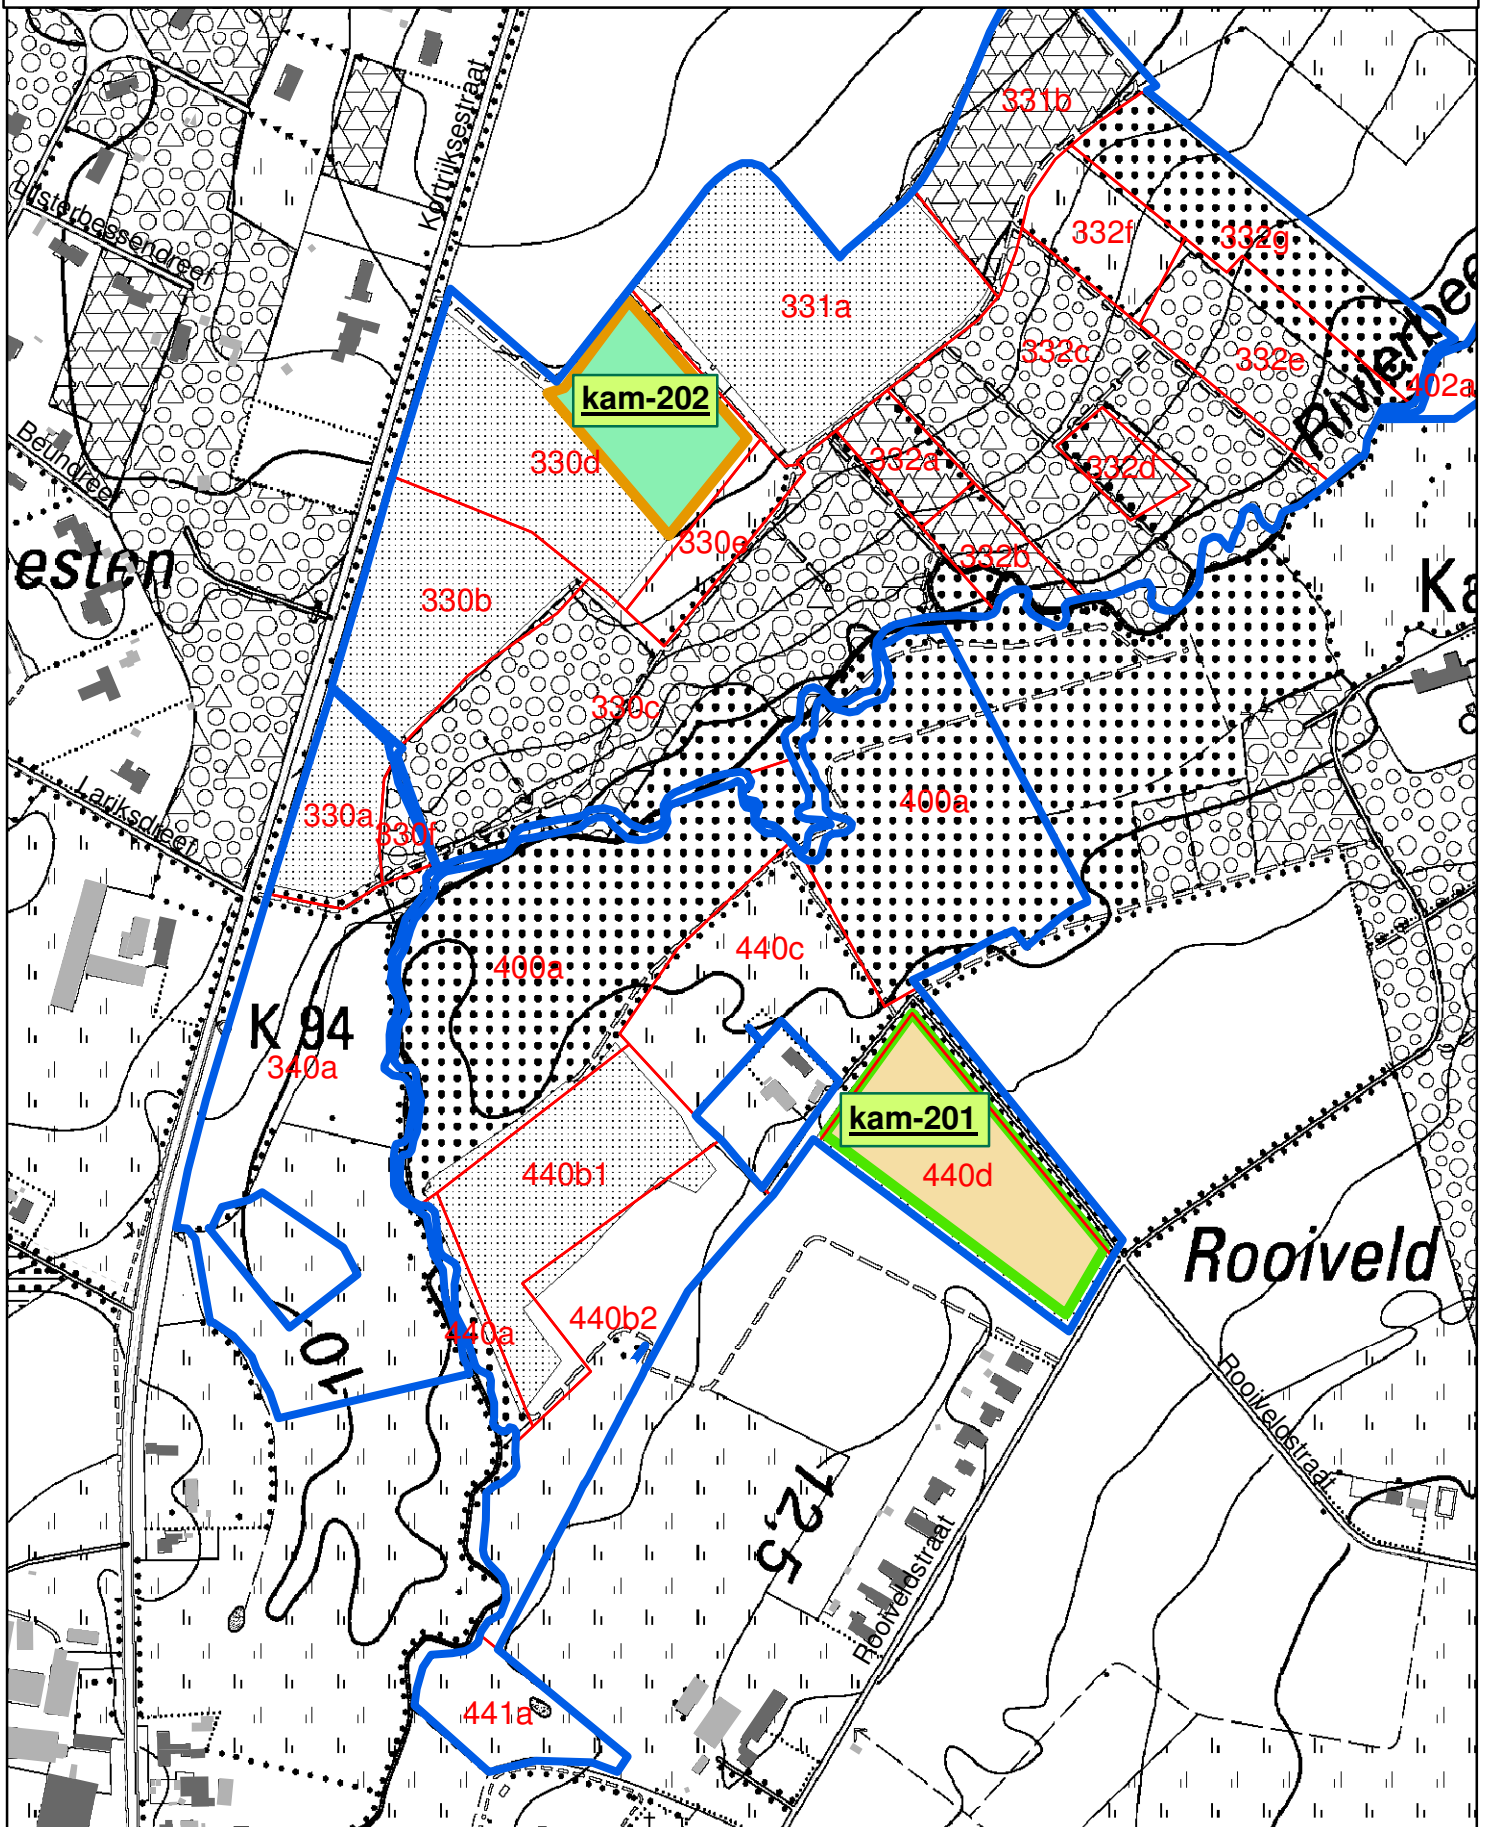 Kortriksestraat
331b
Lijsterbessendreef
332f
332g
331a
332c
332e
Rivierbee
402a
kam-202
330d
332a
332d
Beundreef
330e
332b
esten
Ka
330b
330c
Lariksdreef
330a
330f
400a
440c
400a
K 94
340a
kam-201
440d
440b1
Rooiveld
440a
440b2
10
Rooiveldstraat
12,5
Rooiveldstraat
441a